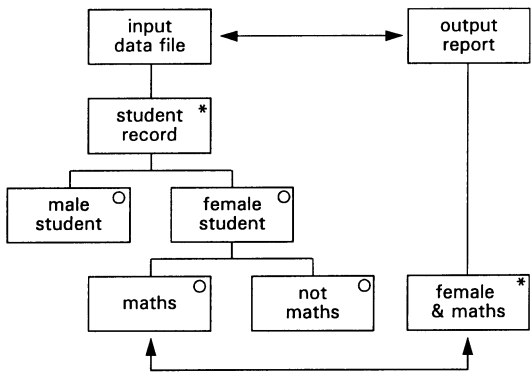 input
data file
output
report
student *
record
male
student
female
student
maths
not
maths
female *
& maths